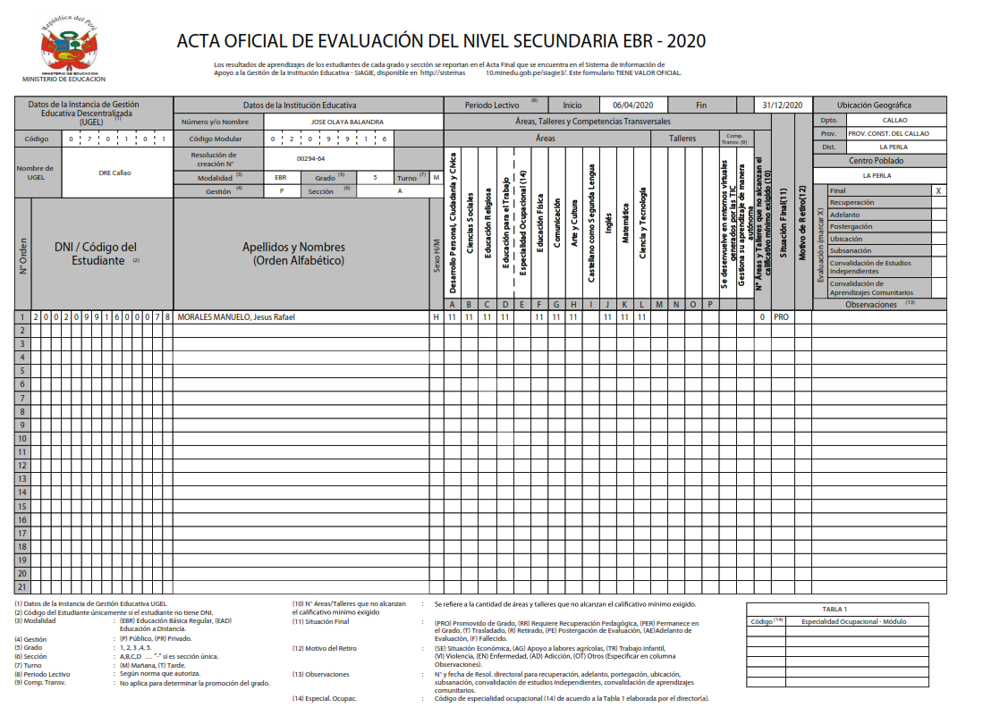 República del Perú
MINISTERIO DE EDUCACION
MINISTERIO DE EDUCACION
ACTA OFICIAL DE EVALUACIÓN DEL NIVEL SECUNDARIA EBR - 2020
Los resultados de aprendizajes de los estudiantes de cada grado y sección se reportan en el Acta Final que se encuentra en el Sistema de Información de
Apoyo a la Gestión de la Institución Educativa - SIAGIE, disponible en http://sistemas 10.minedu.gob.pe/siagie3/. Este formulario TIENE VALOR OFICIAL.
Datos de la Instancia de Gestión
Educativa Descentralizada
(UGEL) (1)
Código 0 7 0 1 0 1
Nombre de
UGEL
DRE Callao
Datos de la Institución Educativa
Número y/o Nombre JOSE OLAYA BALANDRA
Código Modular 0 2 0 9 9 1 6
Resolución de
creación N°
00294-64
Modalidad (3) EBR Grado (5) 5 Turno (7) M
Gestión (4) P Sección (6) A
Periodo Lectivo (8) Inicio 06/04/2020 Fin 31/12/2020
Áreas, Talleres y Competencias Transversales
Áreas
Talleres
Comp.
Transv. (9)
Ubicación Geográfica
Dpto. CALLAO
Prov. PROV. CONST. DEL CALLAO
Dist. LA PERLA
Centro Poblado
LA PERLA
Evaluación (marcar X)
Final X
Recuperación
Adelanto
Postergación
Ubicación
Subsanación
Convalidación de Estudios
Independientes
Convalidación de
Aprendizajes Comunitarios
Observaciones (13)
N° Orden
DNI / Código del
Estudiante (2)
Apellidos y Nombres
(Orden Alfabético)
Sexo H/M
Desarrollo Personal, Ciudadanía y Cívica
Ciencias Sociales
Educación Religiosa
Educación para el Trabajo
Especialidad Ocupacional (14)
Educación Física
Comunicación
Arte y Cultura
Castellano como Segunda Lengua
Inglés
Matemática
Ciencia y Tecnología
Se desenvuelve en entornos virtuales
generados por las TIC
Gestiona su aprendizaje de manera
autónoma
N° Áreas y Talleres que no alcanzan el
calificativo mínimo exigido (10)
Situación Final(11)
Motivo de Retiro(12)
A B C D E F G H I J K L M N O P
1 2 0 0 2 0 9 9 1 6 0 0 0 7 8 MORALES MANUELO, Jesus Rafael H 11 11 11 11 11 11 11 11 11 11 0 PRO
2
3
4
5
6
7
8
9
10
11
12
13
14
15
16
17
18
19
20
21
(1) Datos de la Instancia de Gestión Educativa UGEL
(2) Código del Estudiante únicamente si el estudiante no tiene DNI.
(3) Modalidad : (EBR) Educación Básica Regular, (EAD)
Educación a Distancia.
(4) Gestión : (P) Público, (PR) Privado.
(5) Grado : 1, 2, 3 ,4, 5.
(6) Sección : A,B,C,D … "-" si es sección única.
(7) Turno : (M) Mañana, (T) Tarde.
(8) Periodo Lectivo : Según norma que autoriza.
(9) Comp. Transv. : No aplica para determinar la promoción del grado.
(10) N° Áreas/Talleres que no alcanzan : Se refiere a la cantidad de áreas y talleres que no alcanzan el calificativo mínimo exigido.
el calificativo mínimo exigido
(11) Situación Final : (PRO) Promovido de Grado, (RR) Requiere Recuperación Pedagógica, (PER) Permanece en
el Grado, (T) Trasladado, (R) Retirado, (PE) Postergación de Evaluación, (AE)Adelanto de
Evaluación, (F) Fallecido.
(12) Motivo del Retiro : (SE) Situación Económica, (AG) Apoyo a labores agrícolas, (TR) Trabajo Infantil,
(VI) Violencia, (EN) Enfermedad, (AD) Adicción, (OT) Otros (Especificar en columna
Observaciones).
(13) Observaciones : N° y fecha de Resol. directoral para recuperación, adelanto, portegación, ubicación,
subsanación, convalidación de estudios independientes, convalidación de aprendizajes
comunitarios.
(14) Especial. Ocupac. : Código de especialidad ocupacional (14) de acuerdo a la Tabla 1 elaborada por el director(a).
TABLA 1
Código (14) Especialidad Ocupacional - Módulo